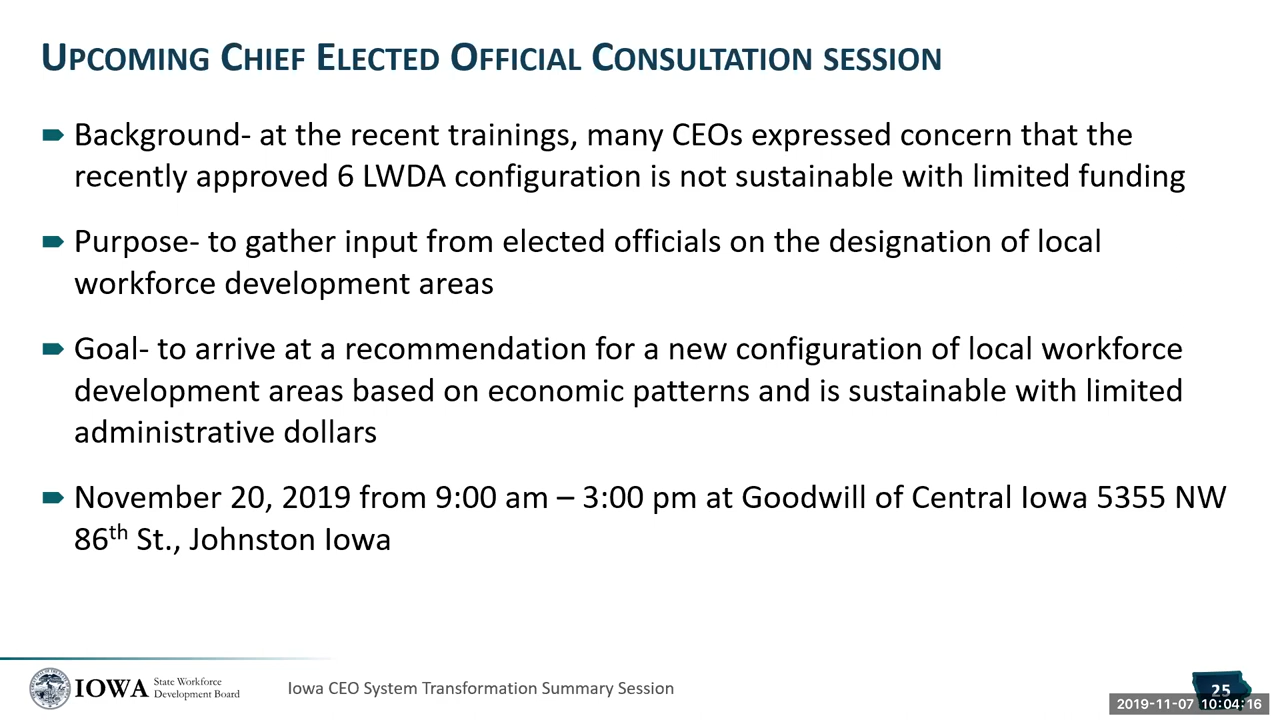 UPCOMING CHIEF ELECTED OFFICIAL CONSULTATION SESSION
Background- at the recent trainings, many CEOs expressed concern that the
recently approved 6 LWDA configuration is not sustainable with limited funding
Purpose- to gather input from elected officials on the designation of local
workforce development areas
Goal- to arrive at a recommendation for a new configuration of local workforce
development areas based on economic patterns and is sustainable with limited
administrative dollars
November 20, 2019 from 9:00 am – 3:00 pm at Goodwill of Central Iowa 5355 NW
86th St., Johnston Iowa
IOWA State Workforce
Development Board
Iowa CEO System Transformation Summary Session
25
2019-11-07 10:04:16